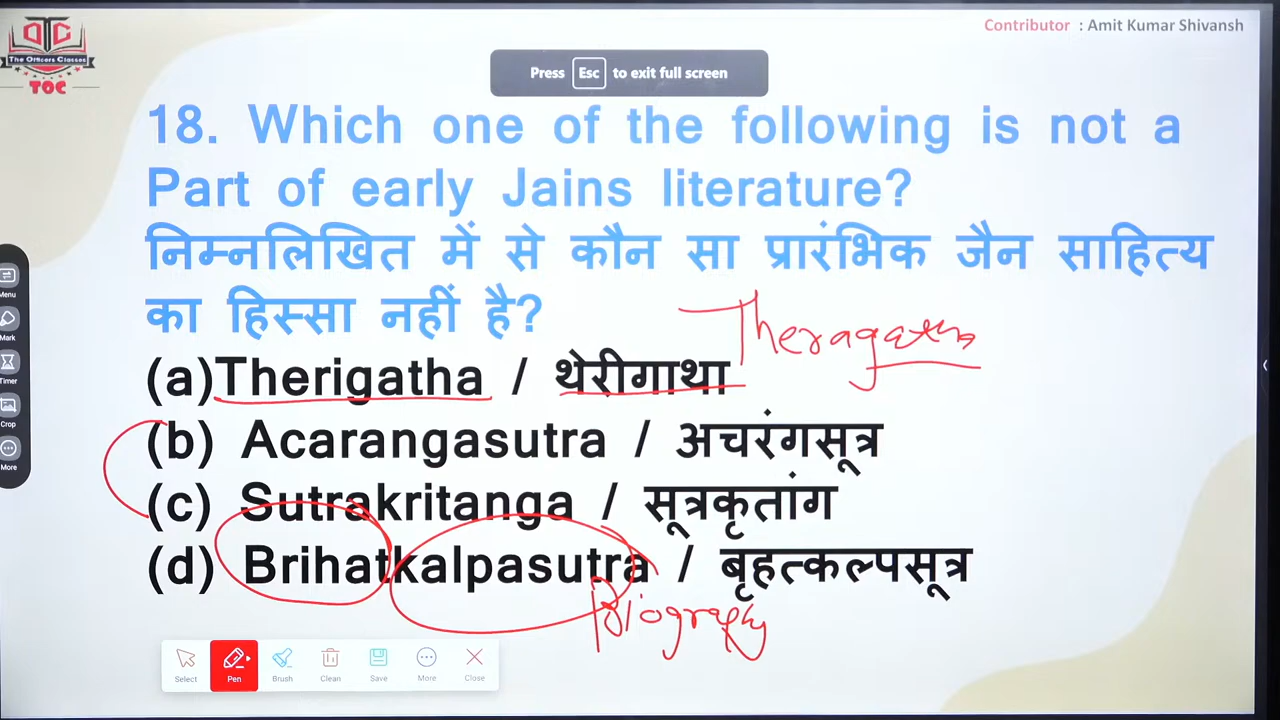 The Officers Classes
TOC
Contributor : Amit Kumar Shivansh
Press Esc to exit full screen
18. Which one of the following is not a
Part of early Jains literature?
निम्नलिखित में से कौन सा प्रारंभिक जैन साहित्य
का हिस्सा नहीं है?
Theragatha
(a)Therigatha / थेरीगाथा
(b) Acarangasutra / अचरंगसूत्र
(c) Sutrakritanga / सूत्रकृतांग
(d) Brihatkalpasutra / बृहत्कल्पसूत्र
Biography
Menu
Mark
Timer
Crop
More
Select Pen Brush Clean Save More Close